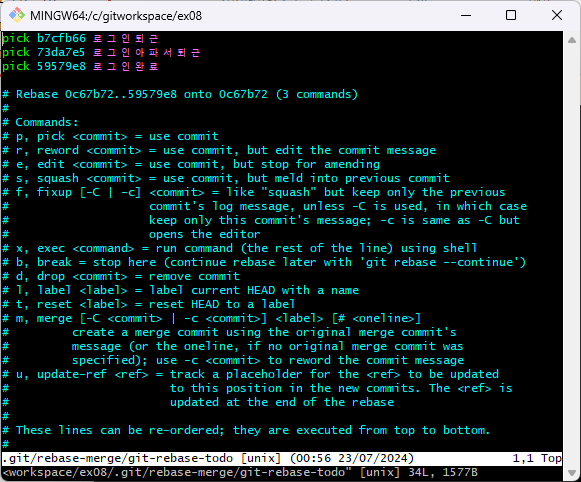 MINGW64:/c/gitworkspace/ex08
pick b7cfb66 로그인퇴근
pick 73da7e5 로그인아파서퇴근
pick 59579e8 로그인완료

# Rebase 0c67b72..59579e8 onto 0c67b72 (3 commands)
#
# Commands:
# p, pick <commit> = use commit
# r, reword <commit> = use commit, but edit the commit message
# e, edit <commit> = use commit, but stop for amending
# s, squash <commit> = use commit, but meld into previous commit
# f, fixup [-C | -c] <commit> = like "squash" but keep only the previous
#                    commit's log message, unless -C is used, in which case
#                    keep only this commit's message; -c is same as -C but
#                    opens the editor
# x, exec <command> = run command (the rest of the line) using shell
# b, break = stop here (continue rebase later with 'git rebase --continue')
# d, drop <commit> = remove commit
# l, label <label> = label current HEAD with a name
# t, reset <label> = reset HEAD to a label
# m, merge [-C <commit> | -c <commit>] <label> [# <oneline>]
#         create a merge commit using the original merge commit's
#         message (or the oneline, if no original merge commit was
#         specified); use -c <commit> to reword the commit message
# u, update-ref <ref> = track a placeholder for the <ref> to be updated
#                       to this position in the new commits. The <ref> is
#                       updated at the end of the rebase
#
# These lines can be re-ordered; they are executed from top to bottom.
#
.git/rebase-merge/git-rebase-todo [unix] (00:56 23/07/2024) 1,1 Top
<workspace/ex08/.git/rebase-merge/git-rebase-todo" [unix] 34L, 1577B